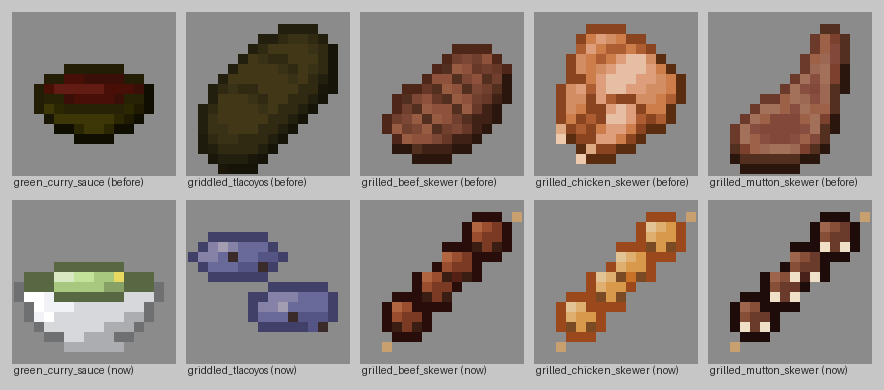 green_curry_sauce (before)
griddled_tlacoyos (before)
grilled_beef_skewer (before)
grilled_chicken_skewer (before)
grilled_mutton_skewer (before)
green_curry_sauce (now)
griddled_tlacoyos (now)
grilled_beef_skewer (now)
grilled_chicken_skewer (now)
grilled_mutton_skewer (now)